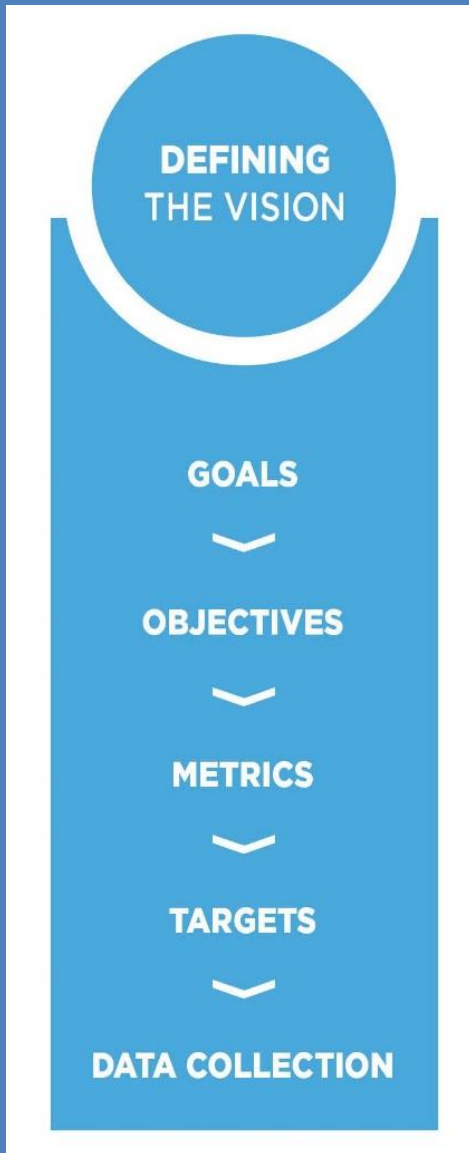 DEFINING
THE VISION
GOALS
OBJECTIVES
METRICS
TARGETS
DATA COLLECTION